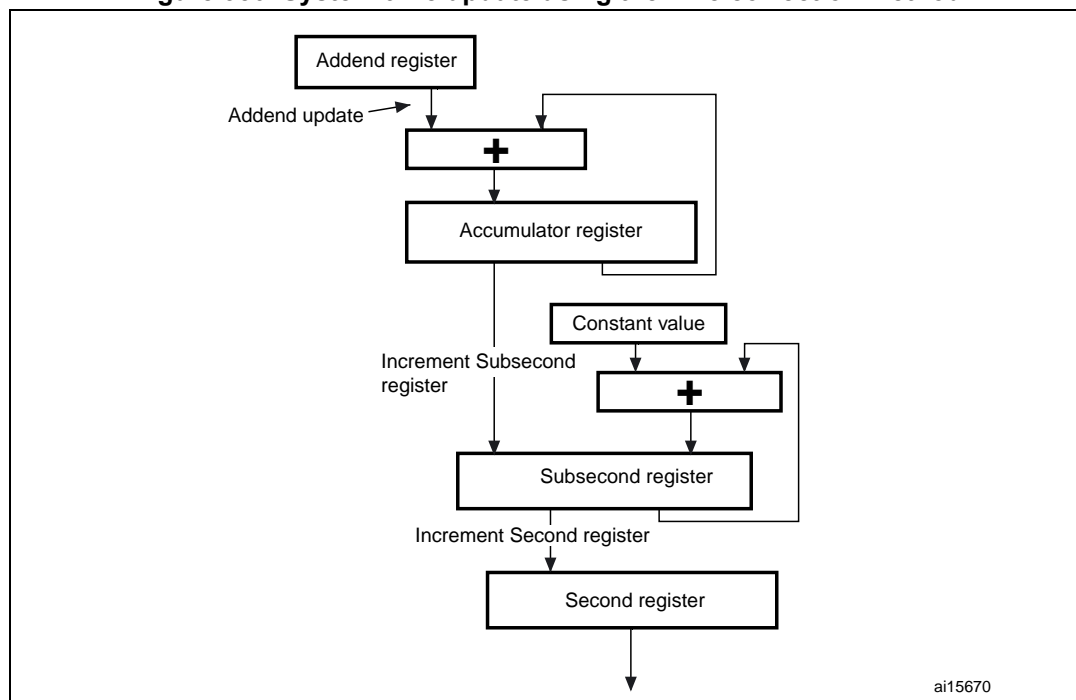 Addend register
Addend update
+
Accumulator register
Constant value
Increment Subsecond
register
+
Subsecond register
Increment Second register
Second register
ai15670